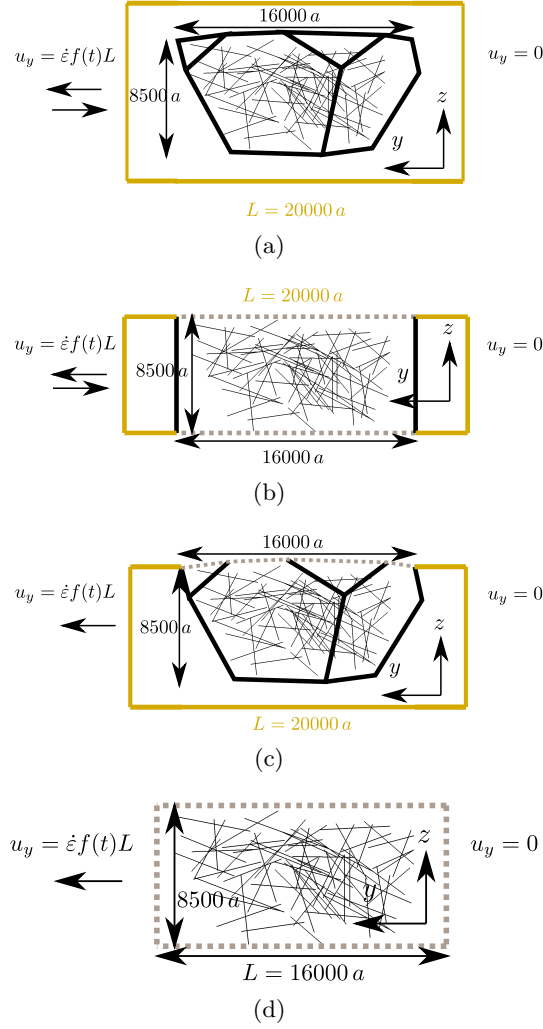 16000 a
u_y = ε̇f(t)L
u_y = 0
8500 a
z
y
L = 20000 a
(a)
L = 20000 a
u_y = ε̇f(t)L
u_y = 0
z
8500 a
y
16000 a
(b)
16000 a
u_y = ε̇f(t)L
u_y = 0
8500 a
z
y
L = 20000 a
(c)
u_y = ε̇f(t)L
u_y = 0
z
y
8500 a
L = 16000 a
(d)